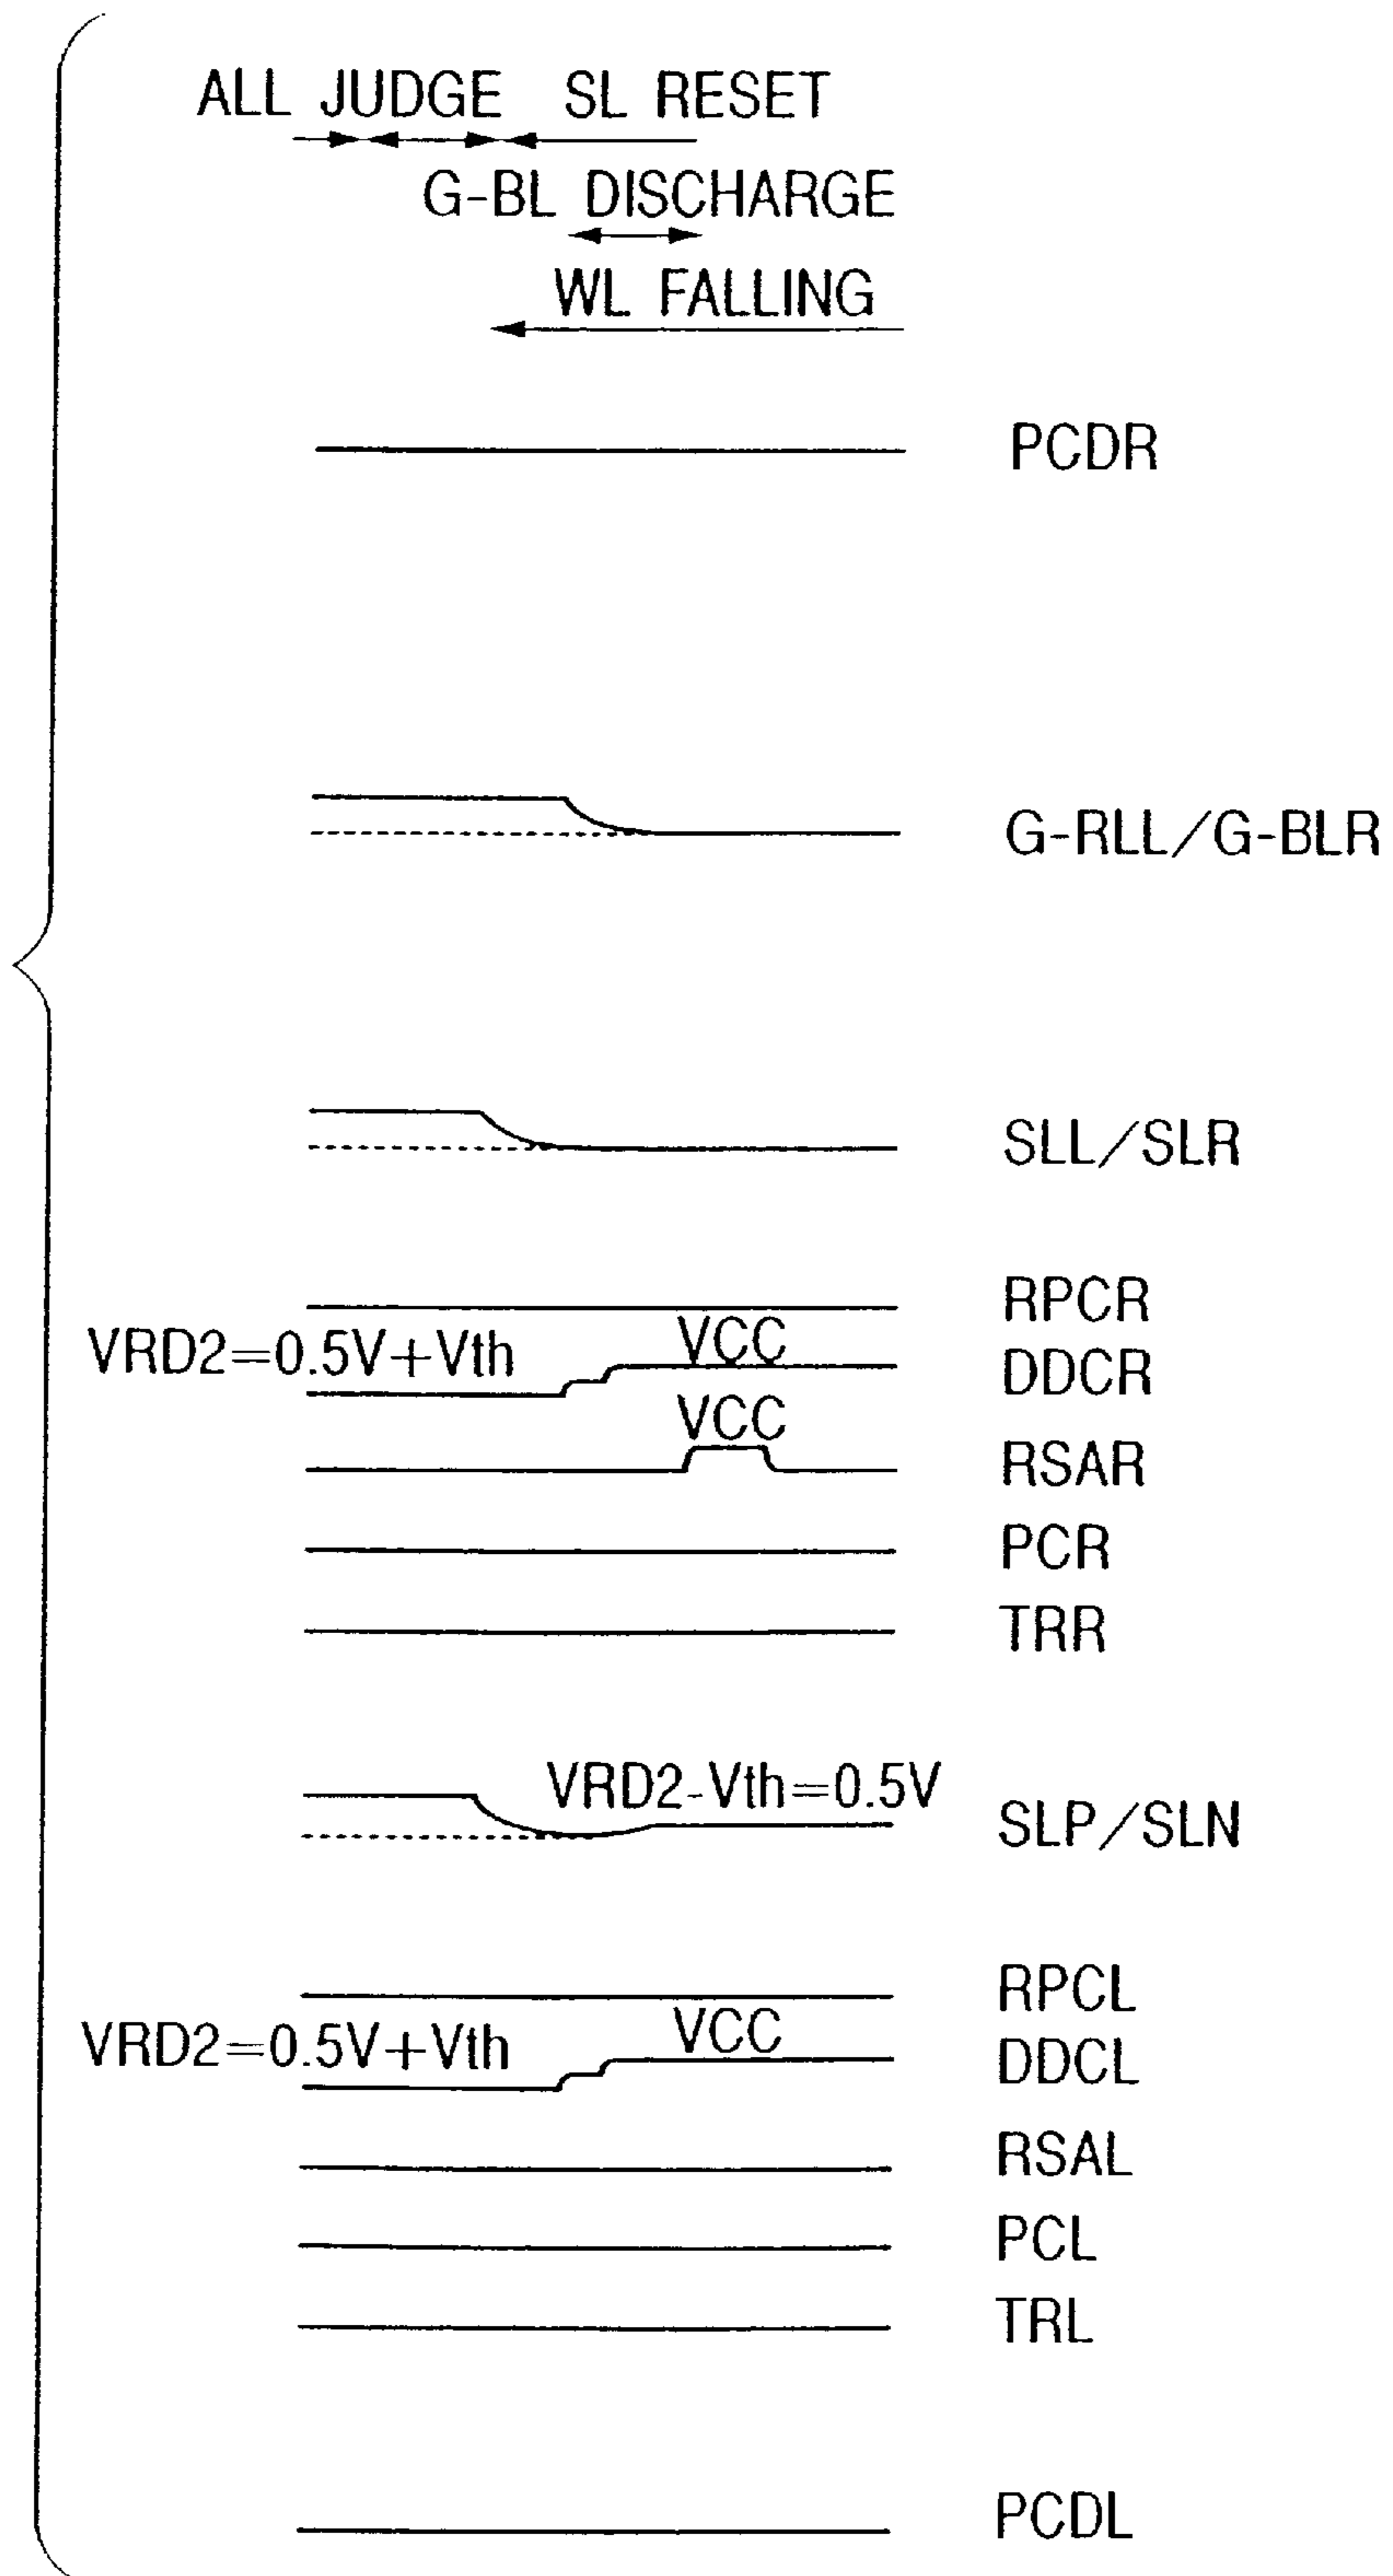 ALL JUDGE SL RESET
G-BL DISCHARGE
WL FALLING
PCDR
G-RLL/G-BLR
SLL/SLR
RPCR
VRD2=0.5V+Vth VCC DDCR
VCC RSAR
PCR
TRR
VRD2-Vth=0.5V SLP/SLN
RPCL
VRD2=0.5V+Vth VCC DDCL
RSAL
PCL
TRL
PCDL